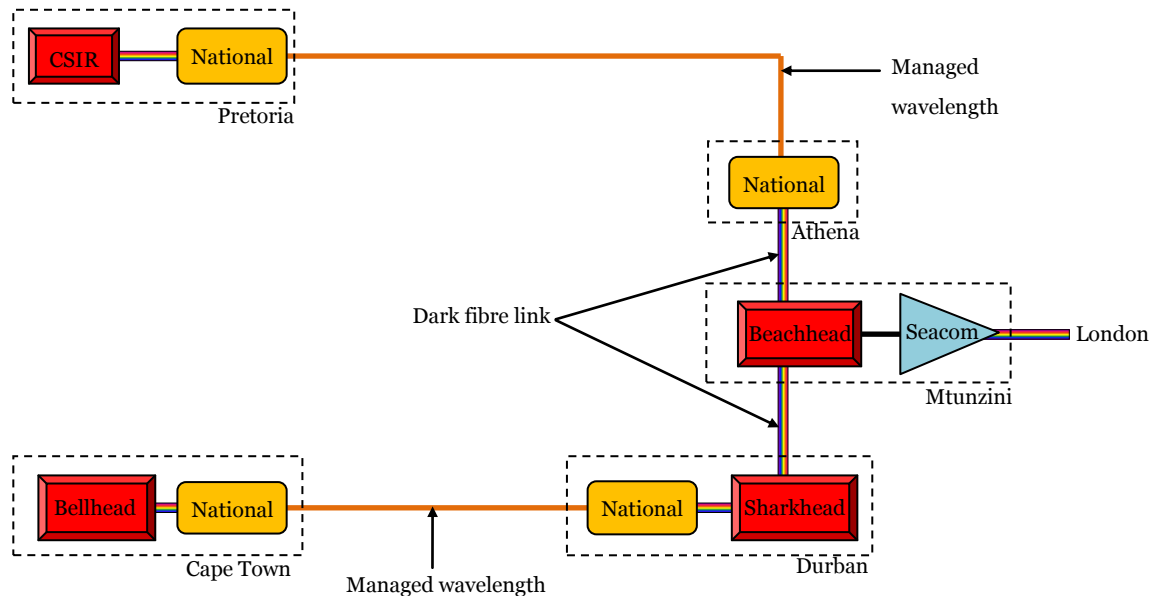 CSIR
National
Pretoria
Managed
wavelength
National
Athena
Dark fibre link
Beachhead
Seacom
London
Mtunzini
Bellhead
National
Cape Town
Managed wavelength
National
Sharkhead
Durban